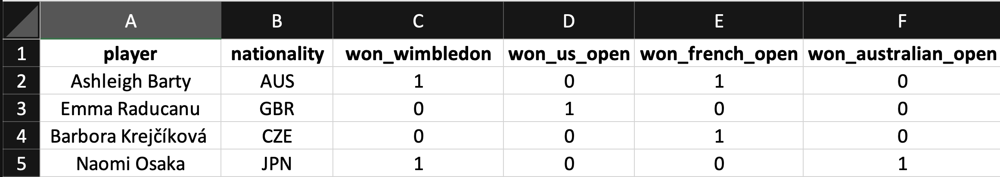 A B C D E F
1 player nationality won_wimbledon won_us_open won_french_open won_australian_open
2 Ashleigh Barty AUS 1 0 1 0
3 Emma Raducanu GBR 0 1 0 0
4 Barbora Krejčíková CZE 0 0 1 0
5 Naomi Osaka JPN 1 0 0 1